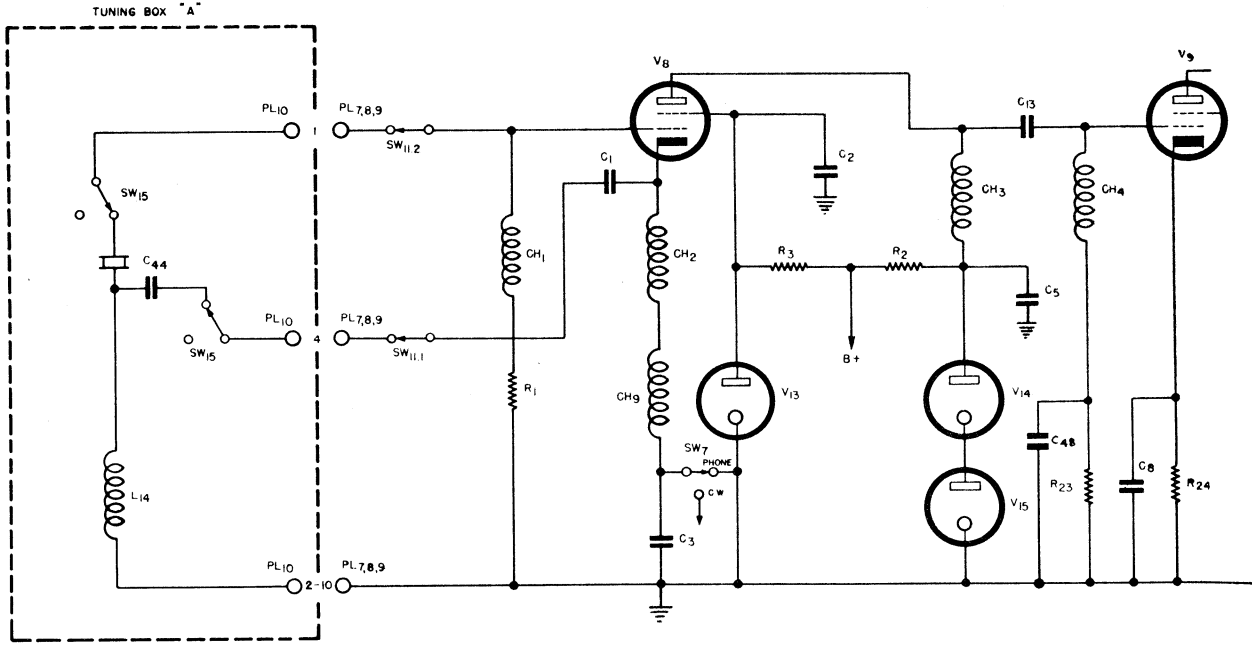 TUNING BOX "A"
V8
V9
PL10
PL7,8,9
C13
1
SW11.2
C1
C2
SW15
CH3
CH4
C44
CH1
CH2
R3
R2
C5
PL10
PL7,8,9
4
SW15
SW11.1
B+
R1
CH9
V13
V14
SW7
PHONE
C48
C8
L14
CW
R23
R24
V15
C3
PL10
PL7,8,9
2-10